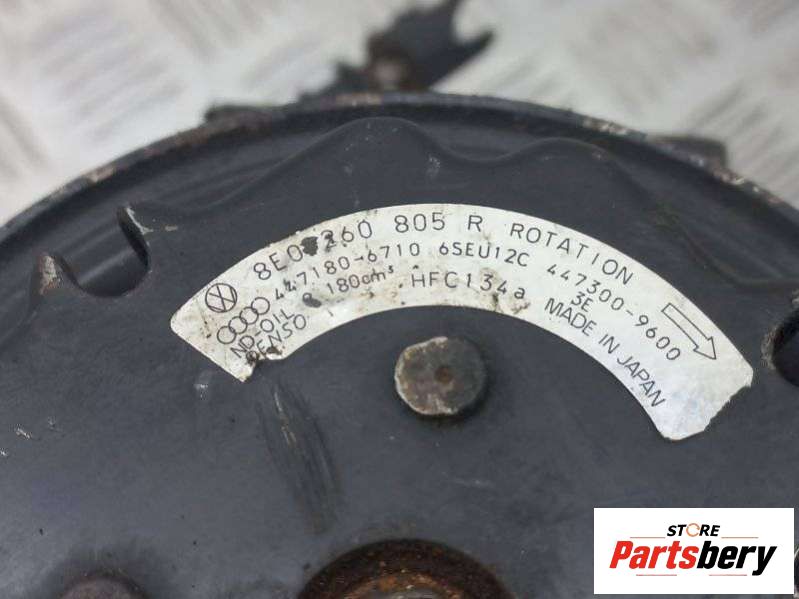 8E0 260 805 R ROTATION
447180-6710 6SEU12C 447300-9600
ND-OIL 8 180cm³ HFC134a 3E
DENSO MADE IN JAPAN
STORE
Partsbery